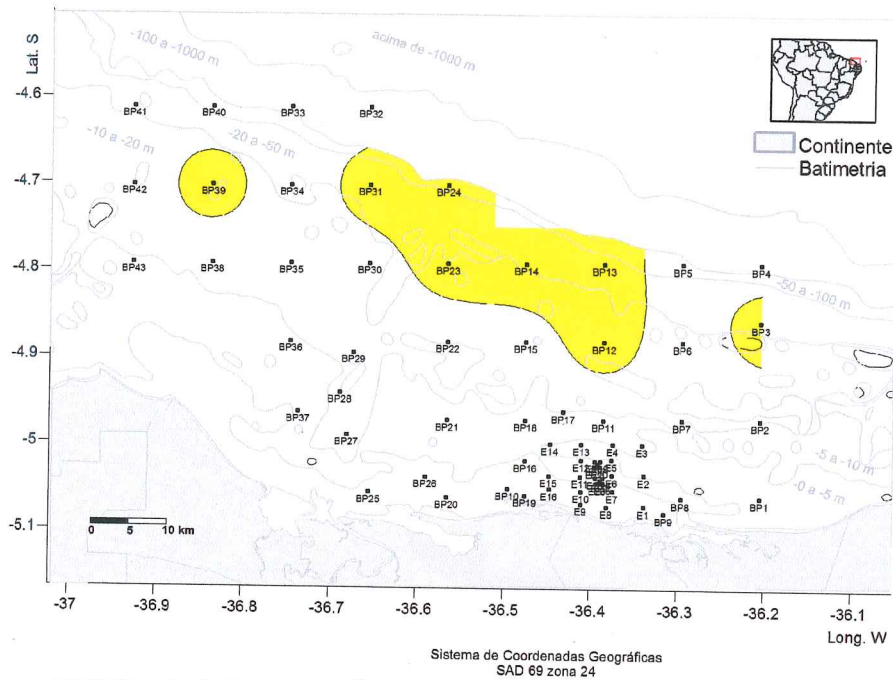 Lat. S
-4.6
-4.7
-4.8
-4.9
-5
-5.1
-100 a -1000 m
acima de -1000 m
Continente
Batimetria
BP41
BP40
BP33
BP32
-10 a -20 m
-20 a -50 m
BP42
BP39
BP34
BP31
BP24
BP43
BP38
BP35
BP30
BP23
BP14
BP13
BP5
BP4
-50 a -100 m
BP3
BP36
BP29
BP22
BP15
BP12
BP6
BP28
BP37
BP27
BP21
BP18
BP17
BP11
BP7
BP2
E14
E13
E4
E3
-5 a -10 m
BP16
E12
E5
BP26
E15
E11
E6
E2
-0 a -5 m
BP25
BP20
BP10
BP19
E16
E10
E7
E9
E8
E1
BP9
BP8
BP1
0 5 10 km
-37
-36.9
-36.8
-36.7
-36.6
-36.5
-36.4
-36.3
-36.2
-36.1
Long. W
Sistema de Coordenadas Geográficas
SAD 69 zona 24